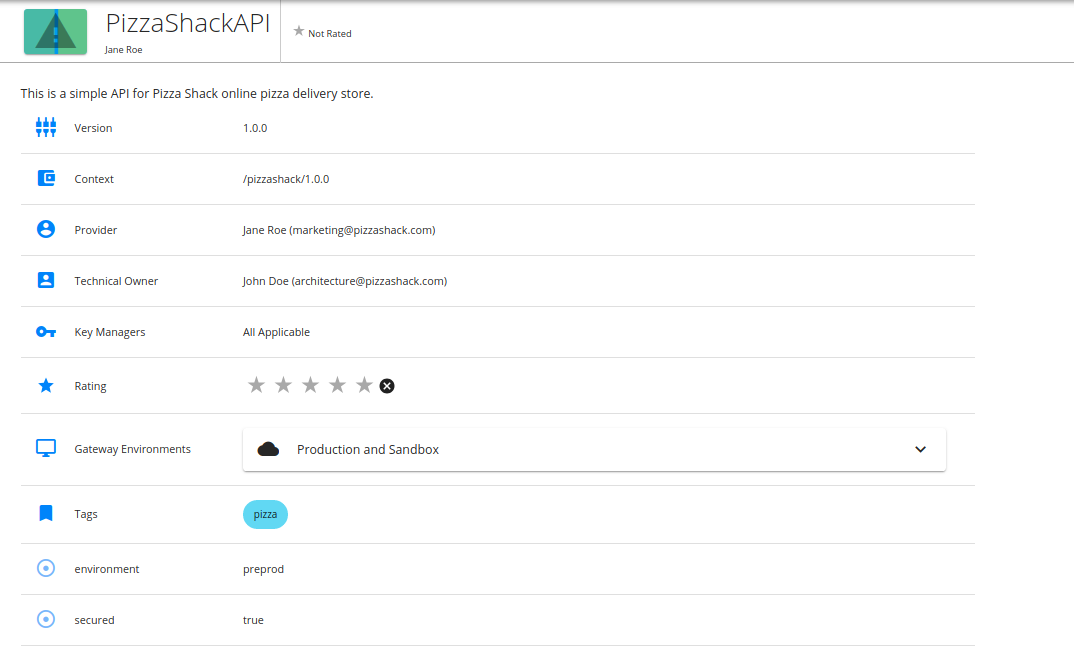 PizzaShackAPI
Jane Roe
Not Rated
This is a simple API for Pizza Shack online pizza delivery store.
Version 1.0.0
Context /pizzashack/1.0.0
Provider Jane Roe (marketing@pizzashack.com)
Technical Owner John Doe (architecture@pizzashack.com)
Key Managers All Applicable
Rating
Gateway Environments Production and Sandbox
Tags pizza
environment preprod
secured true